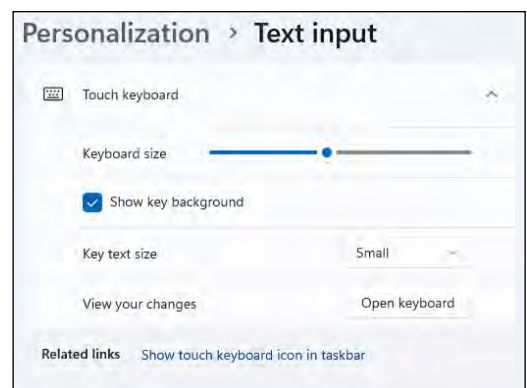 Personalization > Text input
Touch keyboard
Keyboard size
Show key background
Key text size Small
View your changes Open keyboard
Related links Show touch keyboard icon in taskbar